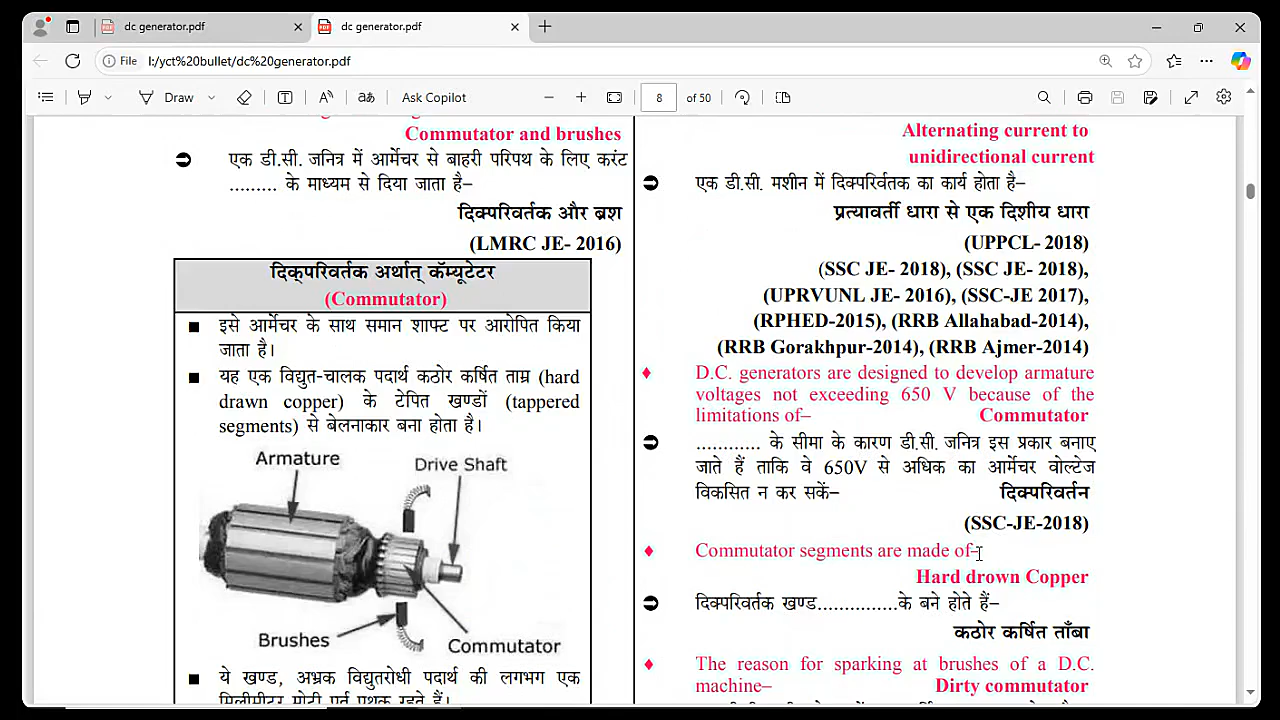 dc generator.pdf
dc generator.pdf
File
I:/yct%20bullet/dc%20generator.pdf
Draw
Ask Copilot
8
of 50
Commutator and brushes
एक डी.सी. जनित्र में आर्मेचर से बाहरी परिपथ के लिए करंट
......... के माध्यम से दिया जाता है–
दिक्परिवर्तक और ब्रश
(LMRC JE- 2016)
दिक्‌परिवर्तक अर्थात् कॅम्यूटेटर
(Commutator)
इसे आर्मेचर के साथ समान शाफ्ट पर आरोपित किया
जाता है।
यह एक विद्युत-चालक पदार्थ कठोर कर्षित ताम्र (hard
drawn copper) के टेपित खण्डों (tappered
segments) से बेलनाकार बना होता है।
Armature
Drive Shaft
Brushes
Commutator
ये खण्ड, अभ्रक विद्युतरोधी पदार्थ की लगभग एक
मिलीमीटर मोटी पर्त पृथक रहते हैं।
Alternating current to
unidirectional current
एक डी.सी. मशीन में दिक्परिर्वतक का कार्य होता है–
प्रत्यावर्ती धारा से एक दिशीय धारा
(UPPCL- 2018)
(SSC JE- 2018), (SSC JE- 2018),
(UPRVUNL JE- 2016), (SSC-JE 2017),
(RPHED-2015), (RRB Allahabad-2014),
(RRB Gorakhpur-2014), (RRB Ajmer-2014)
D.C. generators are designed to develop armature
voltages not exceeding 650 V because of the
limitations of– Commutator
............ के सीमा के कारण डी.सी. जनित्र इस प्रकार बनाए
जाते हैं ताकि वे 650V से अधिक का आर्मेचर वोल्टेज
विकसित न कर सकें– दिक्परिवर्तन
(SSC-JE-2018)
Commutator segments are made of–
Hard drown Copper
दिक्परिवर्तक खण्ड...............के बने होते हैं–
कठोर कर्षित ताँबा
The reason for sparking at brushes of a D.C.
machine– Dirty commutator